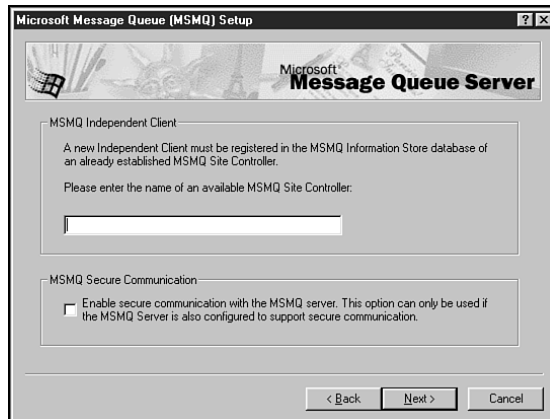 Microsoft Message Queue (MSMQ) Setup
Microsoft
Message Queue Server
MSMQ Independent Client
A new Independent Client must be registered in the MSMQ Information Store database of
an already established MSMQ Site Controller.
Please enter the name of an available MSMQ Site Controller:
MSMQ Secure Communication
Enable secure communication with the MSMQ server. This option can only be used if
the MSMQ Server is also configured to support secure communication.
< Back
Next >
Cancel